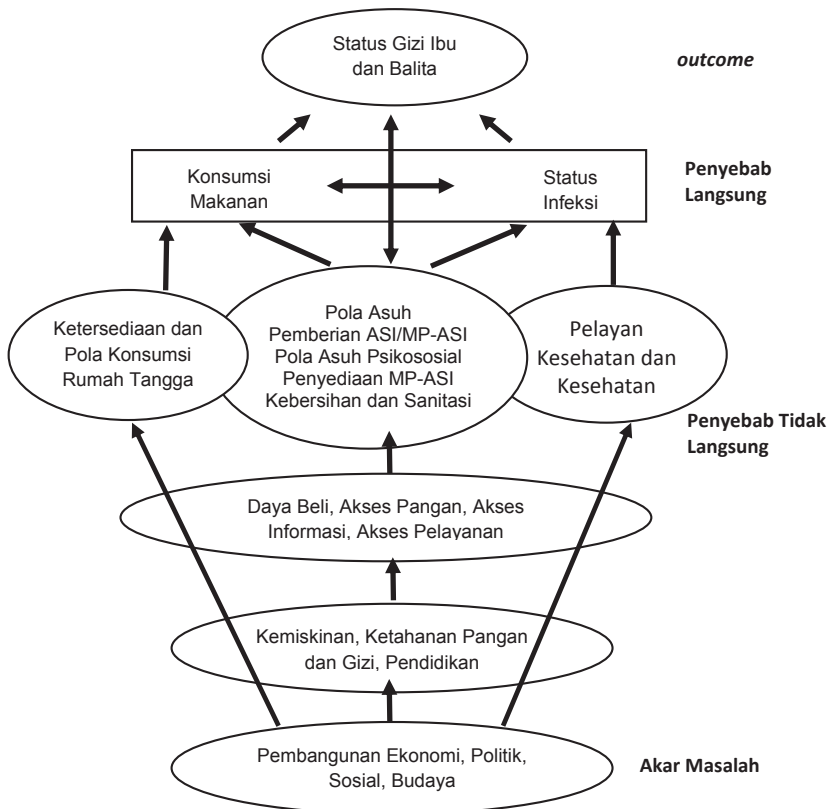 Status Gizi Ibu
dan Balita
outcome
Konsumsi
Makanan
Status
Infeksi
Penyebab
Langsung
Ketersediaan dan
Pola Konsumsi
Rumah Tangga
Pola Asuh
Pemberian ASI/MP-ASI
Pola Asuh Psikososial
Penyediaan MP-ASI
Kebersihan dan Sanitasi
Pelayan
Kesehatan dan
Kesehatan
Penyebab Tidak
Langsung
Daya Beli, Akses Pangan, Akses
Informasi, Akses Pelayanan
Kemiskinan, Ketahanan Pangan
dan Gizi, Pendidikan
Pembangunan Ekonomi, Politik,
Sosial, Budaya
Akar Masalah